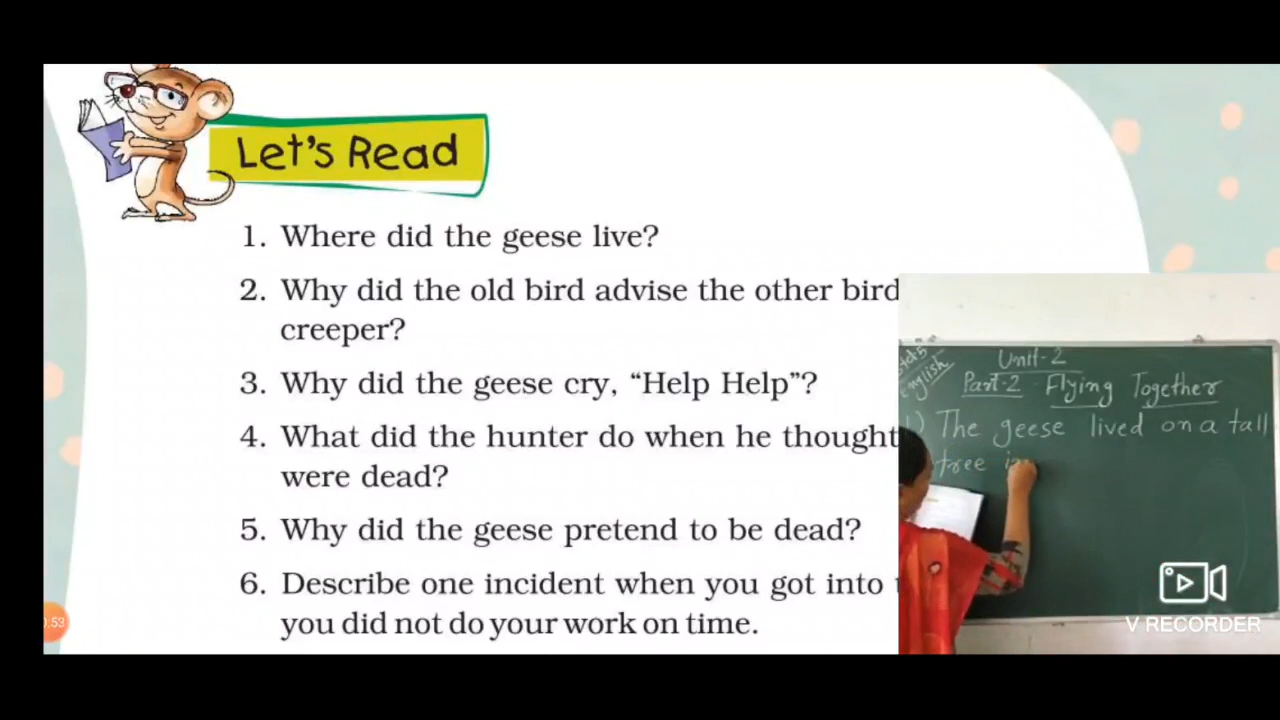 Let's Read
1. Where did the geese live?
2. Why did the old bird advise the other bird
creeper?
3. Why did the geese cry, “Help Help”?
4. What did the hunter do when he thought
were dead?
5. Why did the geese pretend to be dead?
6. Describe one incident when you got into
you did not do your work on time.
:53
English
Unit-2
Part-2 Flying Together
1) The geese lived on a tall
tree
V RECORDER